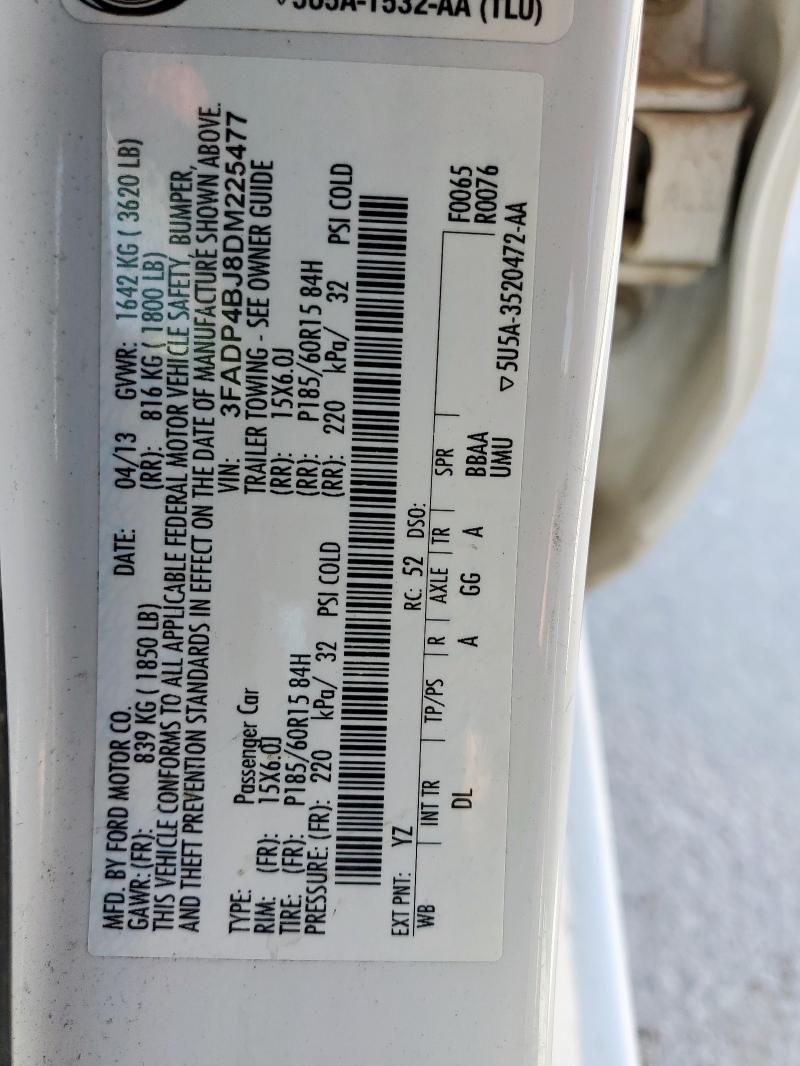 5U5A-1532-AA (TLU)
MFD. BY FORD MOTOR CO. DATE: 04/13 GVWR: 1642 KG ( 3620 LB)
GAWR: (FR): 839 KG ( 1850 LB) (RR): 816 KG ( 1800 LB)
THIS VEHICLE CONFORMS TO ALL APPLICABLE FEDERAL MOTOR VEHICLE SAFETY, BUMPER,
AND THEFT PREVENTION STANDARDS IN EFFECT ON THE DATE OF MANUFACTURE SHOWN ABOVE.
VIN: 3FADP4BJ8DM225477
TYPE: Passenger Car TRAILER TOWING - SEE OWNER GUIDE
RIM: (FR): 15X6.0J (RR): 15X6.0J
TIRE: (FR): P185/60R15 84H (RR): P185/60R15 84H
PRESSURE: (FR): 220 kPa/ 32 PSI COLD (RR): 220 kPa/ 32 PSI COLD
EXT PNT: YZ RC: 52 DSO: F0065
WB INT TR TP/PS R AXLE TR SPR R0076
DL A GG A BBAA
UMU ▽5U5A-3520472-AA